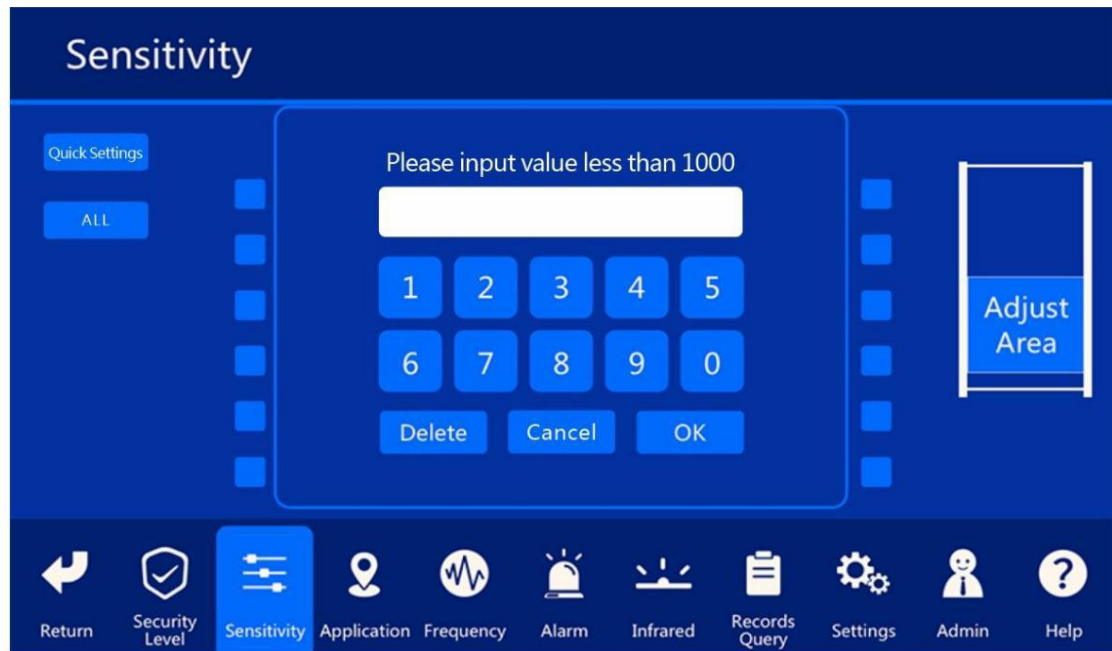 Sensitivity
Quick Settings
ALL
Please input value less than 1000
1 2 3 4 5
6 7 8 9 0
Delete Cancel OK
Adjust
Area
Return
Security
Level
Sensitivity
Application
Frequency
Alarm
Infrared
Records
Query
Settings
Admin
Help